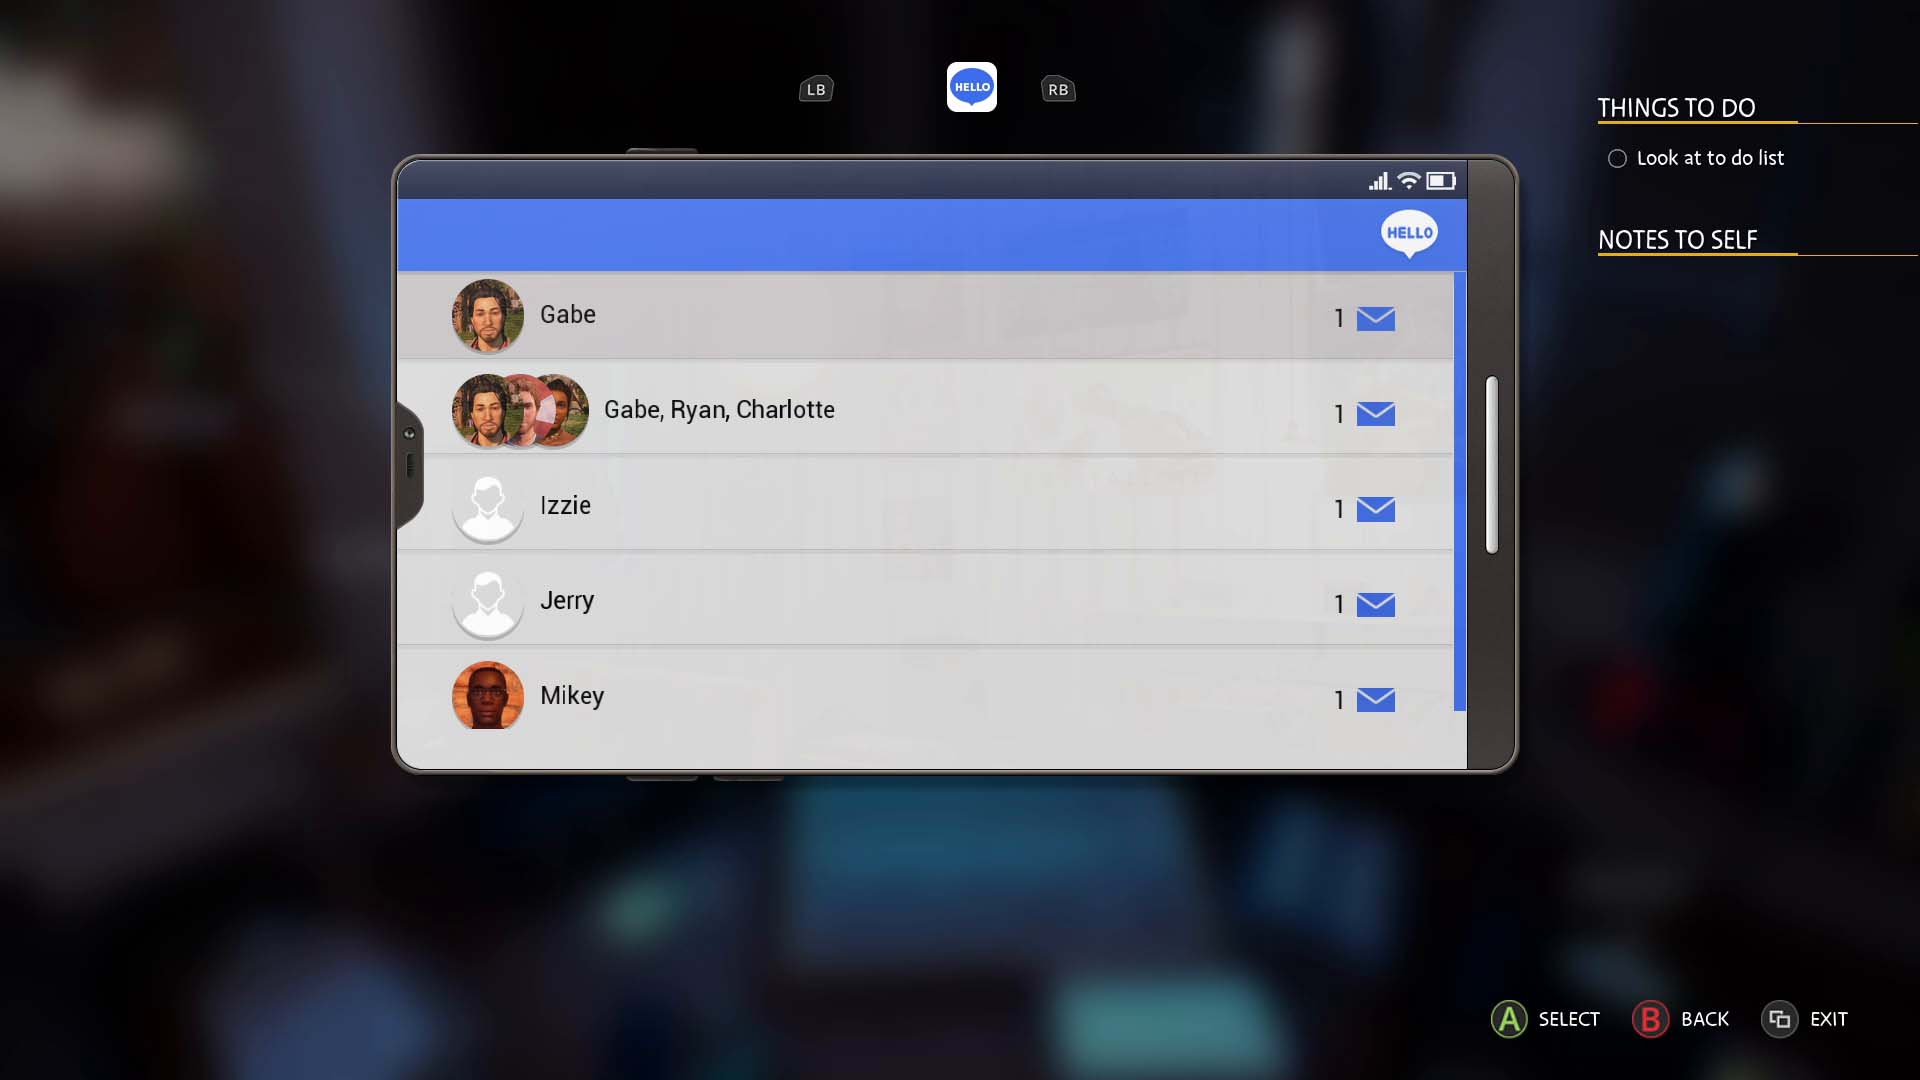 LB
HELLO
RB
THINGS TO DO
Look at to do list
NOTES TO SELF
HELLO
Gabe 1
Gabe, Ryan, Charlotte 1
Izzie 1
Jerry 1
Mikey 1
A SELECT B BACK EXIT